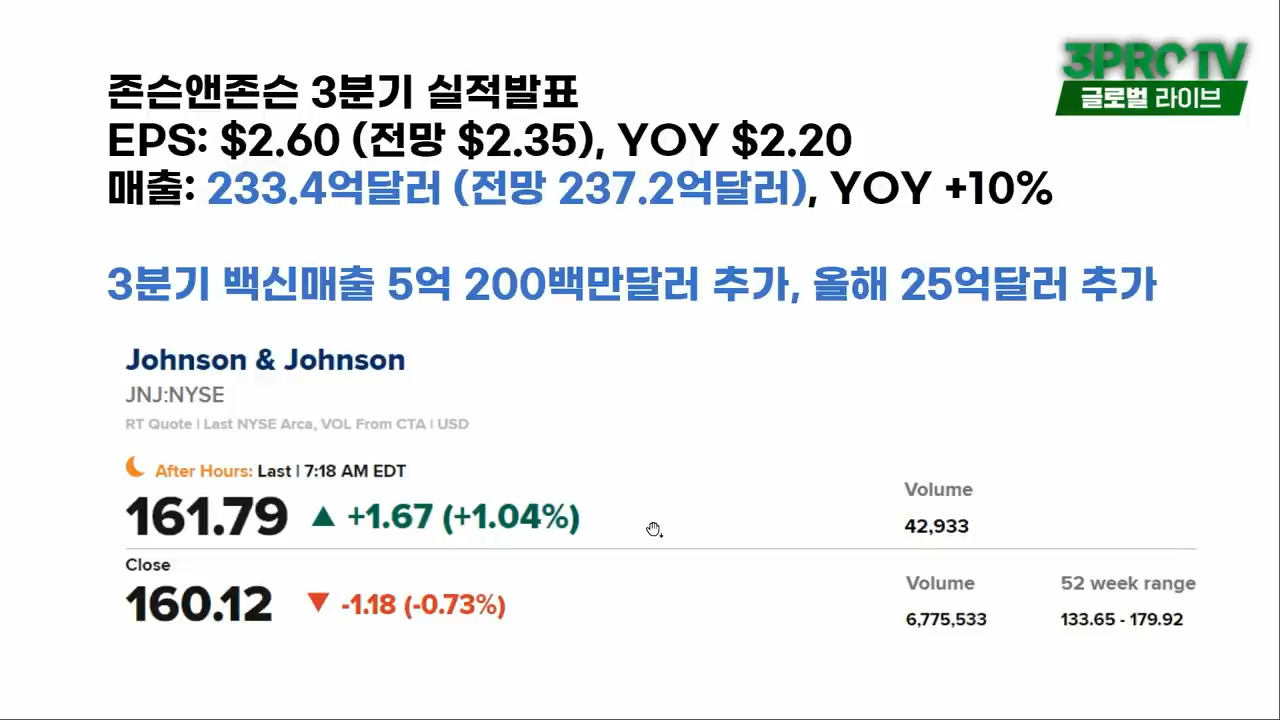 3PRO TV
글로벌 라이브
존슨앤존슨 3분기 실적발표
EPS: $2.60 (전망 $2.35), YOY $2.20
매출: 233.4억달러 (전망 237.2억달러), YOY +10%
3분기 백신매출 5억 200백만달러 추가, 올해 25억달러 추가
Johnson & Johnson
JNJ:NYSE
RT Quote | Last NYSE Arca, VOL From CTA | USD
After Hours: Last | 7:18 AM EDT
161.79 ▲ +1.67 (+1.04%)
Volume
42,933
Close
160.12 ▼ -1.18 (-0.73%)
Volume
6,775,533
52 week range
133.65 - 179.92